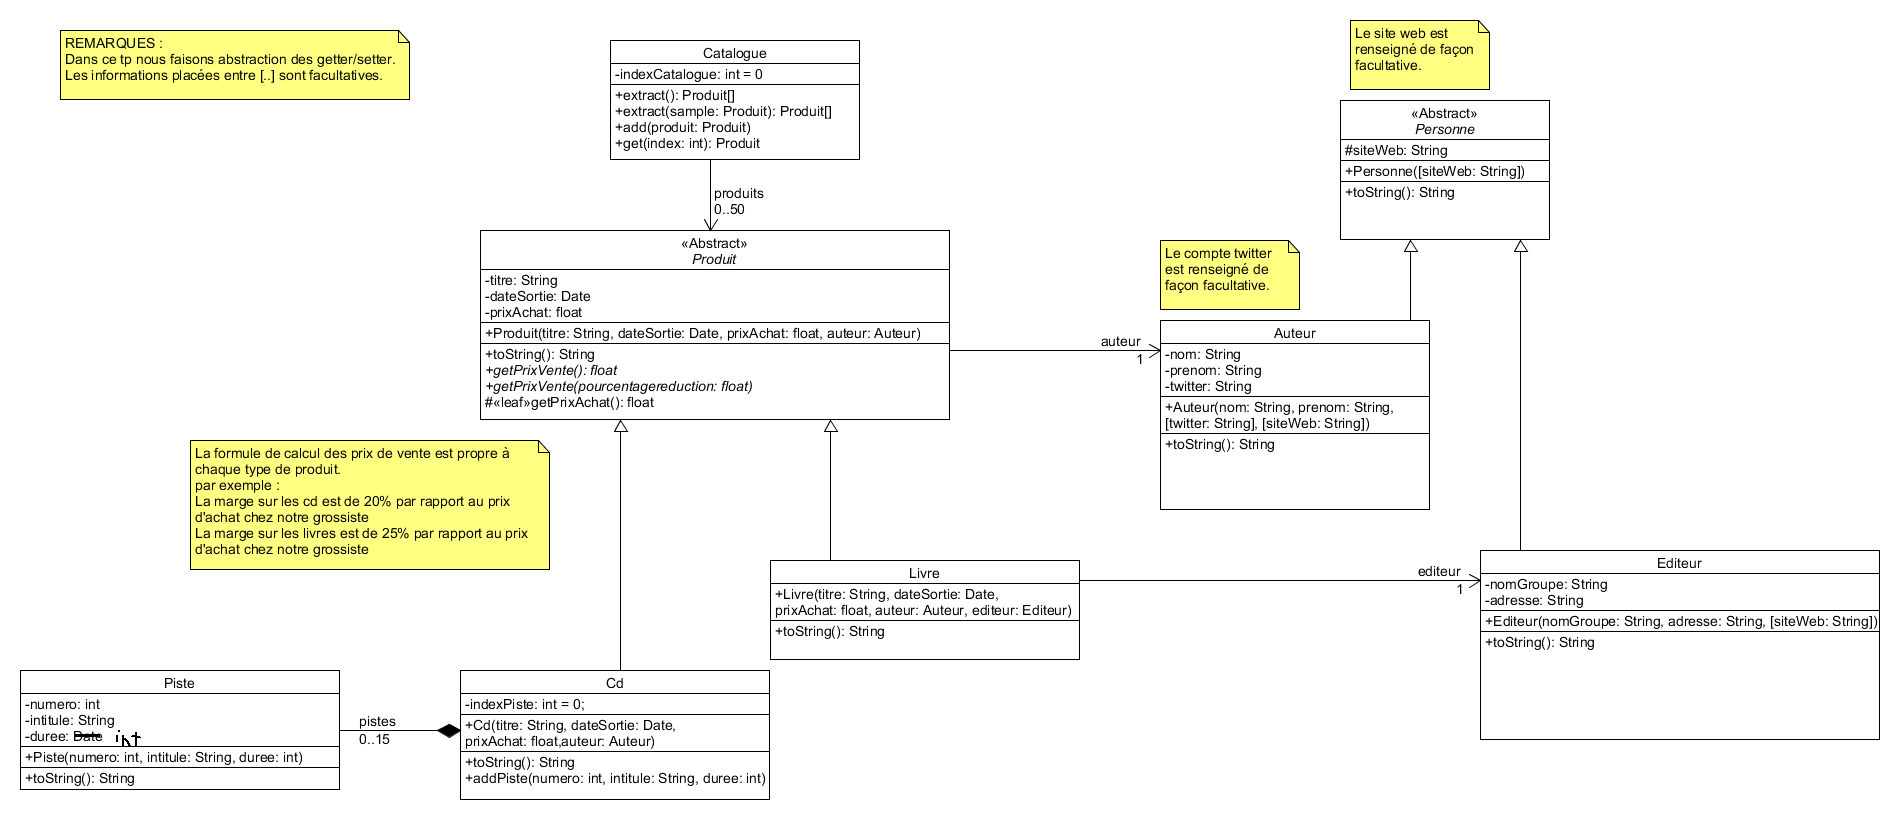 REMARQUES :
Dans ce tp nous faisons abstraction des getter/setter.
Les informations placées entre [..] sont facultatives.
Catalogue
-indexCatalogue: int = 0
+extract(): Produit[]
+extract(sample: Produit): Produit[]
+add(produit: Produit)
+get(index: int): Produit
produits
0..50
Le site web est
renseigné de façon
facultative.
«Abstract»
Personne
#siteWeb: String
+Personne([siteWeb: String])
+toString(): String
«Abstract»
Produit
-titre: String
-dateSortie: Date
-prixAchat: float
+Produit(titre: String, dateSortie: Date, prixAchat: float, auteur: Auteur)
+toString(): String
+getPrixVente(): float
+getPrixVente(pourcentagereduction: float)
#«leaf»getPrixAchat(): float
auteur
1
Le compte twitter
est renseigné de
façon facultative.
Auteur
-nom: String
-prenom: String
-twitter: String
+Auteur(nom: String, prenom: String,
[twitter: String], [siteWeb: String])
+toString(): String
La formule de calcul des prix de vente est propre à
chaque type de produit.
par exemple :
La marge sur les cd est de 20% par rapport au prix
d'achat chez notre grossiste
La marge sur les livres est de 25% par rapport au prix
d'achat chez notre grossiste
Livre
+Livre(titre: String, dateSortie: Date,
prixAchat: float, auteur: Auteur, editeur: Editeur)
+toString(): String
editeur
1
Editeur
-nomGroupe: String
-adresse: String
+Editeur(nomGroupe: String, adresse: String, [siteWeb: String])
+toString(): String
Piste
-numero: int
-intitule: String
-duree: Date int
+Piste(numero: int, intitule: String, duree: int)
+toString(): String
pistes
0..15
Cd
-indexPiste: int = 0;
+Cd(titre: String, dateSortie: Date,
prixAchat: float,auteur: Auteur)
+toString(): String
+addPiste(numero: int, intitule: String, duree: int)